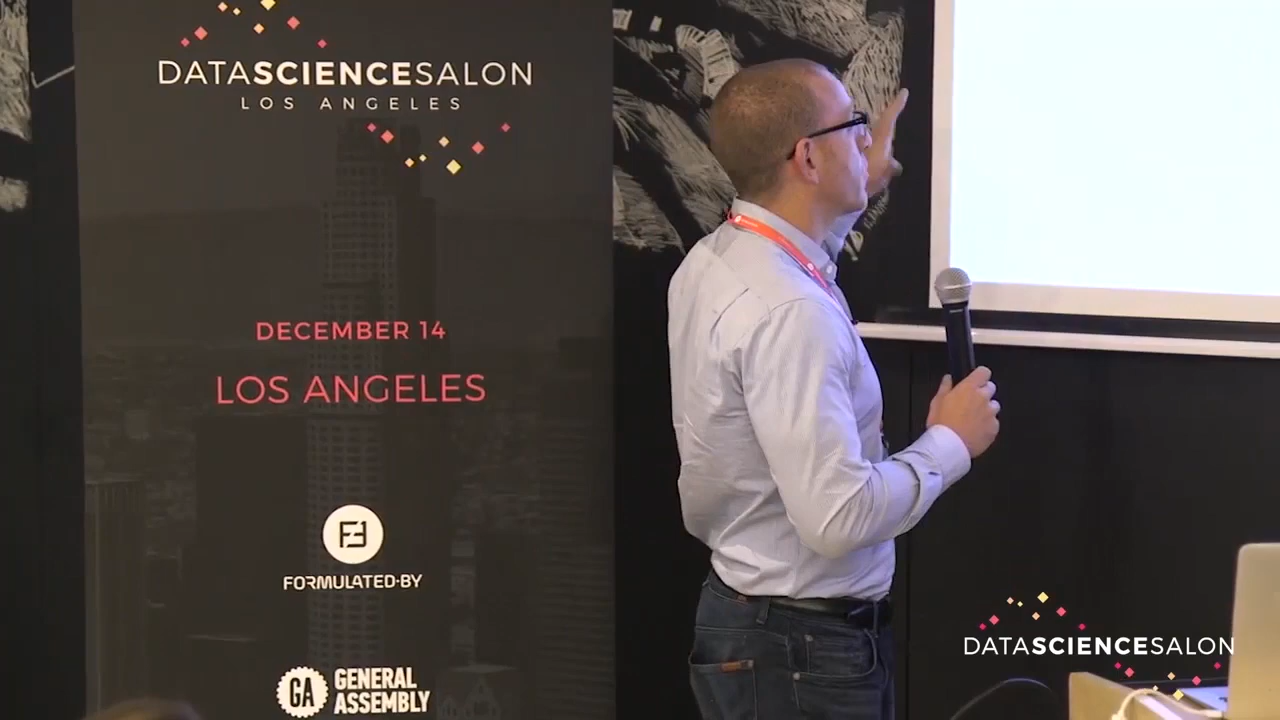 DATASCIENCESALON
LOS ANGELES
DECEMBER 14
LOS ANGELES
FORMULATED·BY
GA
GENERAL
ASSEMBLY
DATASCIENCESALON